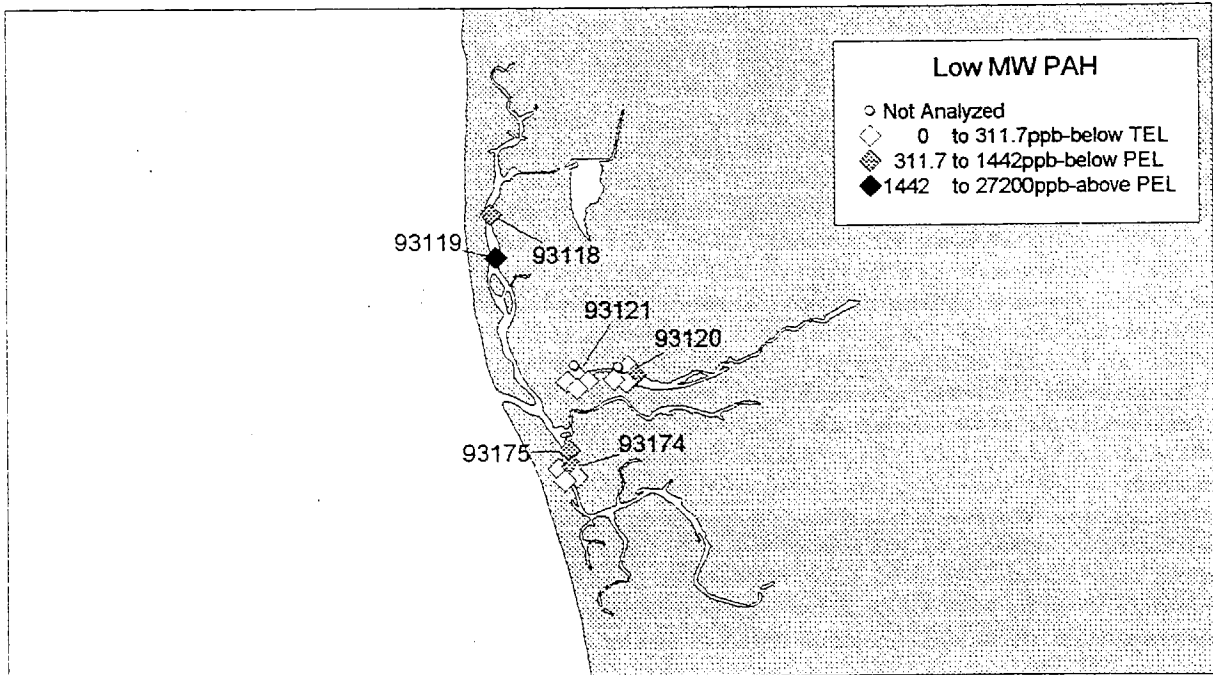 Low MW PAH
Not Analyzed
0 to 311.7ppb-below TEL
311.7 to 1442ppb-below PEL
1442 to 27200ppb-above PEL
93119
93118
93121
93120
93175
93174